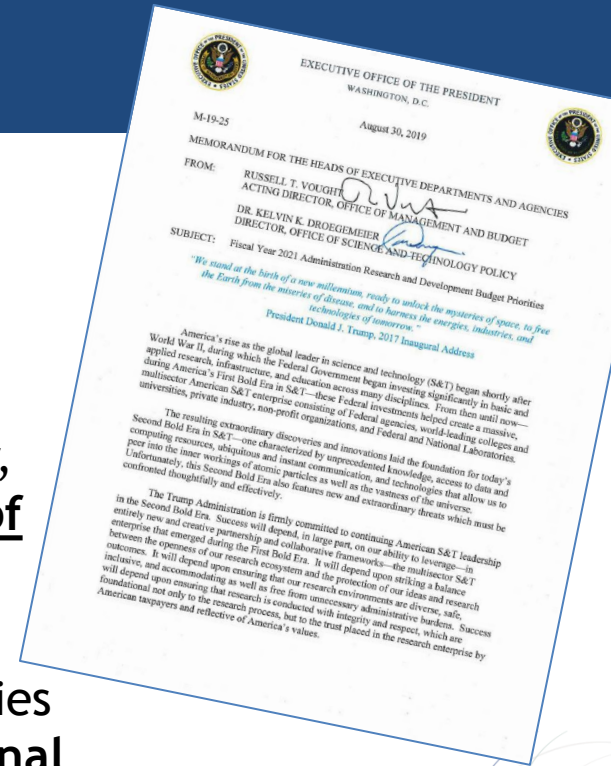 EXECUTIVE OFFICE OF THE PRESIDENT
WASHINGTON, D.C.
August 30, 2019
M-19-25
MEMORANDUM FOR THE HEADS OF EXECUTIVE DEPARTMENTS AND AGENCIES
FROM:
RUSSELL T. VOUGHT
ACTING DIRECTOR, OFFICE OF MANAGEMENT AND BUDGET
DR. KELVIN K. DROEGEMEIER
DIRECTOR, OFFICE OF SCIENCE AND TECHNOLOGY POLICY
SUBJECT: Fiscal Year 2021 Administration Research and Development Budget Priorities
"We stand at the birth of a new millennium, ready to unlock the mysteries of space, to free
the Earth from the miseries of disease, and to harness the energies, industries, and
technologies of tomorrow."
President Donald J. Trump, 2017 Inaugural Address
America's rise as the global leader in science and technology (S&T) began shortly after
World War II, during which the Federal Government began investing significantly in basic and
applied research, infrastructure, and education across many disciplines. From then until now—
during America's First Bold Era in S&T—these Federal investments helped create a massive,
multisector American S&T enterprise consisting of Federal agencies, world-leading colleges and
universities, private industry, non-profit organizations, and Federal and National Laboratories.
The resulting extraordinary discoveries and innovations laid the foundation for today's
Second Bold Era in S&T—one characterized by unprecedented knowledge, access to data and
computing resources, ubiquitous and instant communication, and technologies that allow us to
peer into the inner workings of atomic particles as well as the vastness of the universe.
Unfortunately, this Second Bold Era also features new and extraordinary threats which must be
confronted thoughtfully and effectively.
The Trump Administration is firmly committed to continuing American S&T leadership
in the Second Bold Era. Success will depend, in large part, on our ability to leverage—in
entirely new and creative partnership and collaborative frameworks—the multisector S&T
enterprise that emerged during the First Bold Era. It will depend upon striking a balance
between the openness of our research ecosystem and the protection of our ideas and research
outcomes. It will depend upon ensuring that our research environments are diverse, safe,
inclusive, and accommodating as well as free from unnecessary administrative burdens. Success
will depend upon ensuring that research is conducted with integrity and respect, which are
foundational not only to the research process, but to the trust placed in the research enterprise by
American taxpayers and reflective of America's values.
,
of
ies
nal